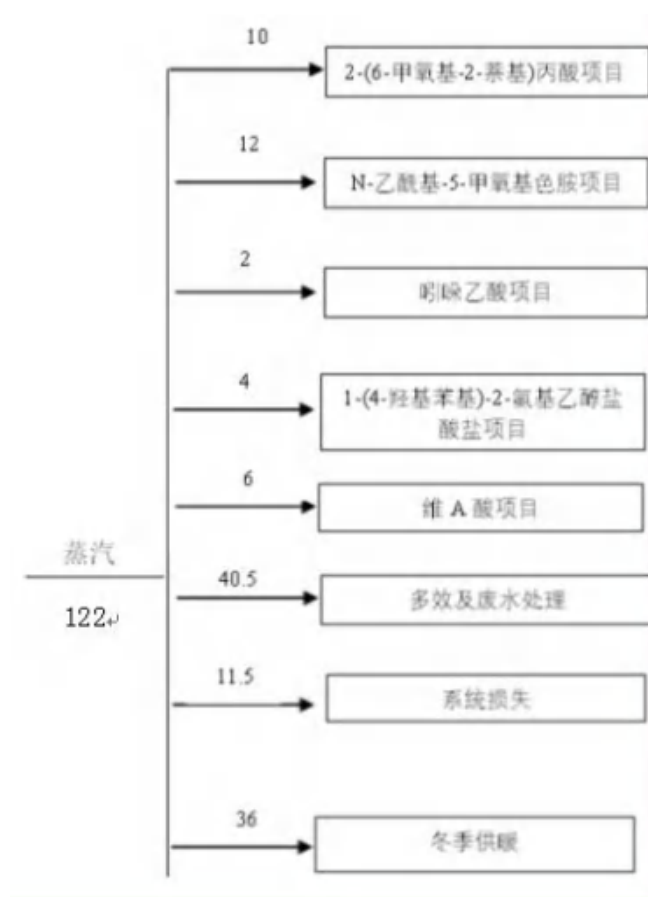 10
2-(6-甲氧基-2-萘基)丙酸项目
12
N-乙酰基-5-甲氧基色胺项目
2
吲哚乙酸项目
4
1-(4-羟基苯基)-2-氨基乙醇盐
酸盐项目
6
维 A 酸项目
蒸汽
122↵
40.5
多效及废水处理
11.5
系统损失
36
冬季供暖